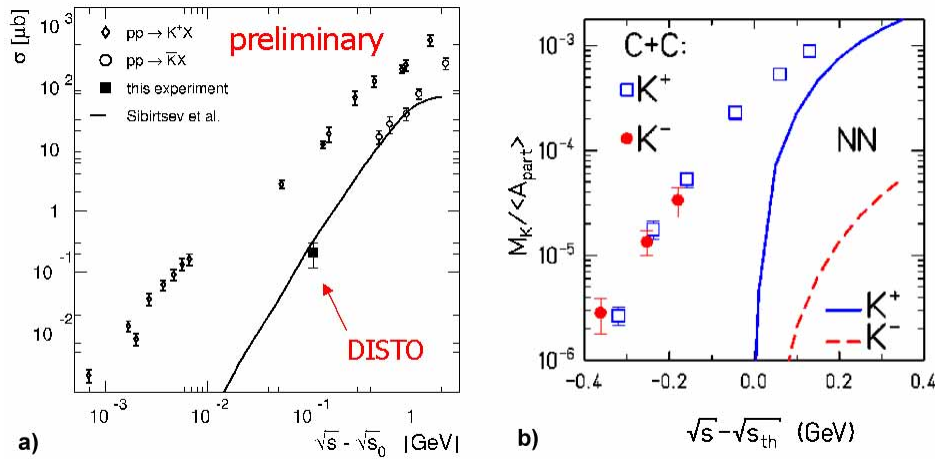 σ [μb]
10³
10²
10
1
10⁻¹
10⁻²
pp → K⁺X
pp → K̅X
this experiment
Sibirtsev et al.
preliminary
DISTO
10⁻³ 10⁻² 10⁻¹ 1
√s - √s₀ |GeV|
a)
M_K/<A_part>
10⁻³
10⁻⁴
10⁻⁵
10⁻⁶
C+C:
K⁺
K⁻
NN
K⁺
K⁻
-0.4 -0.2 0.0 0.2 0.4
√s-√s_th (GeV)
b)